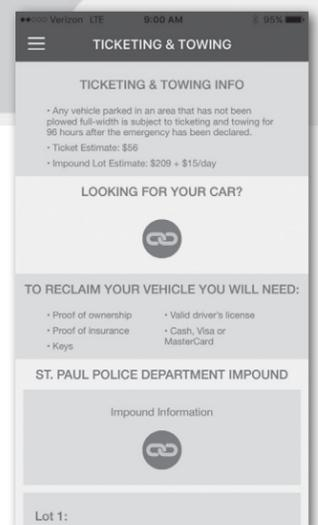 Verizon LTE 9:00 AM 95%
TICKETING & TOWING
TICKETING & TOWING INFO
• Any vehicle parked in an area that has not been
plowed full-width is subject to ticketing and towing for
96 hours after the emergency has been declared.
• Ticket Estimate: $56
• Impound Lot Estimate: $209 + $15/day
LOOKING FOR YOUR CAR?
TO RECLAIM YOUR VEHICLE YOU WILL NEED:
• Proof of ownership
• Proof of insurance
• Keys
• Valid driver's license
• Cash, Visa or
MasterCard
ST. PAUL POLICE DEPARTMENT IMPOUND
Impound Information
Lot 1: